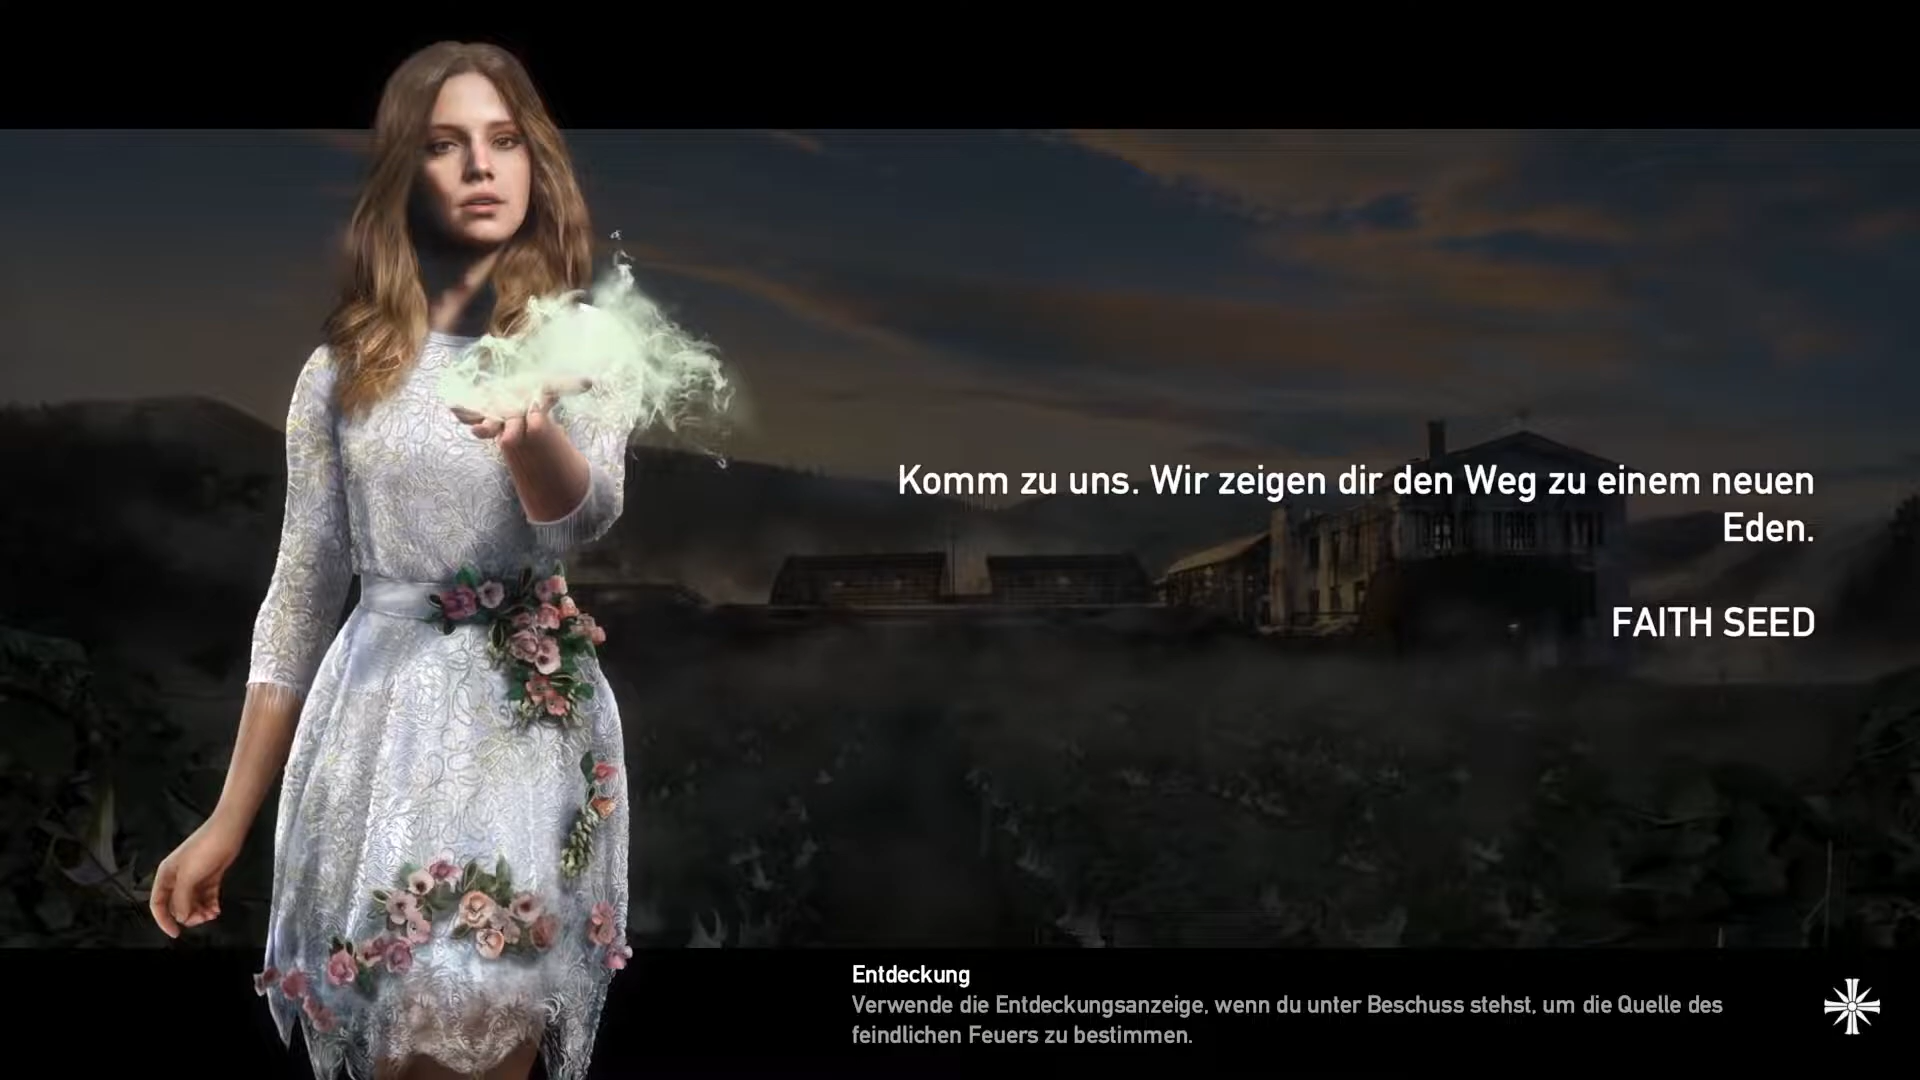 Komm zu uns. Wir zeigen dir den Weg zu einem neuen
Eden.
FAITH SEED
Entdeckung
Verwende die Entdeckungsanzeige, wenn du unter Beschuss stehst, um die Quelle des
feindlichen Feuers zu bestimmen.